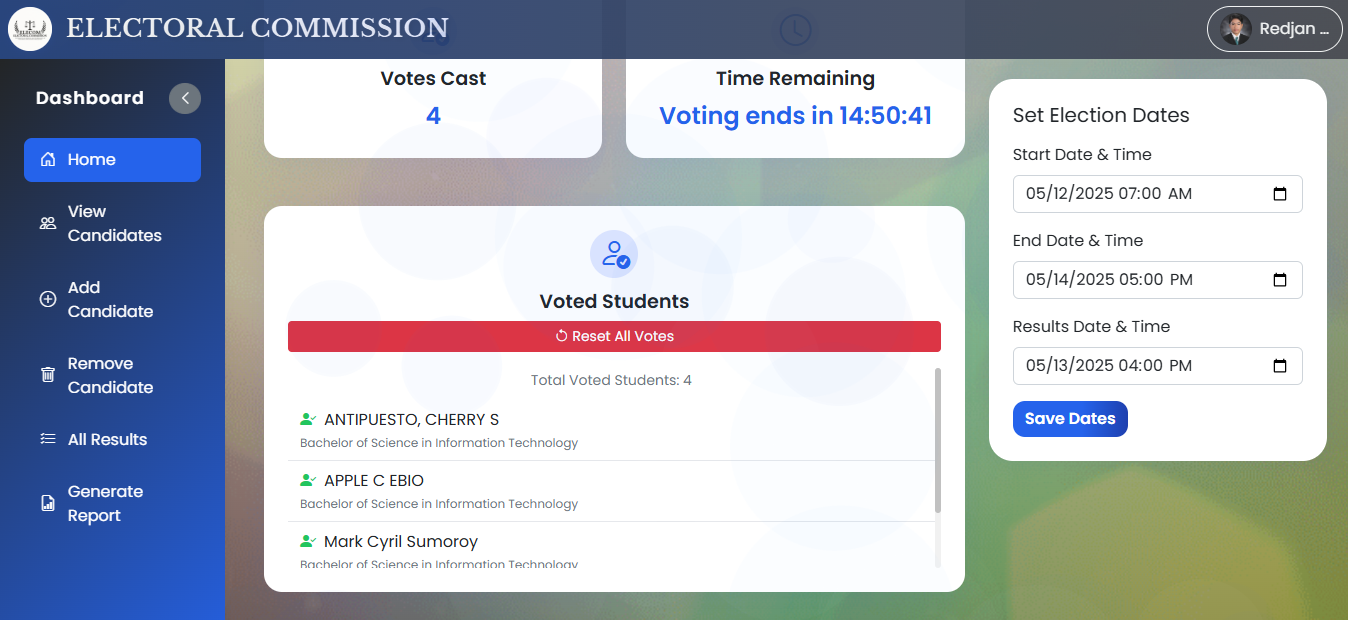 ELECTORAL COMMISSION
Redjan ...
Dashboard
Home
View
Candidates
Add
Candidate
Remove
Candidate
All Results
Generate
Report
Votes Cast
4
Time Remaining
Voting ends in 14:50:41
Voted Students
Reset All Votes
Total Voted Students: 4
ANTIPUESTO, CHERRY S
Bachelor of Science in Information Technology
APPLE C EBIO
Bachelor of Science in Information Technology
Mark Cyril Sumoroy
Bachelor of Science in Information Technology
Set Election Dates
Start Date & Time
05/12/2025 07:00 AM
End Date & Time
05/14/2025 05:00 PM
Results Date & Time
05/13/2025 04:00 PM
Save Dates